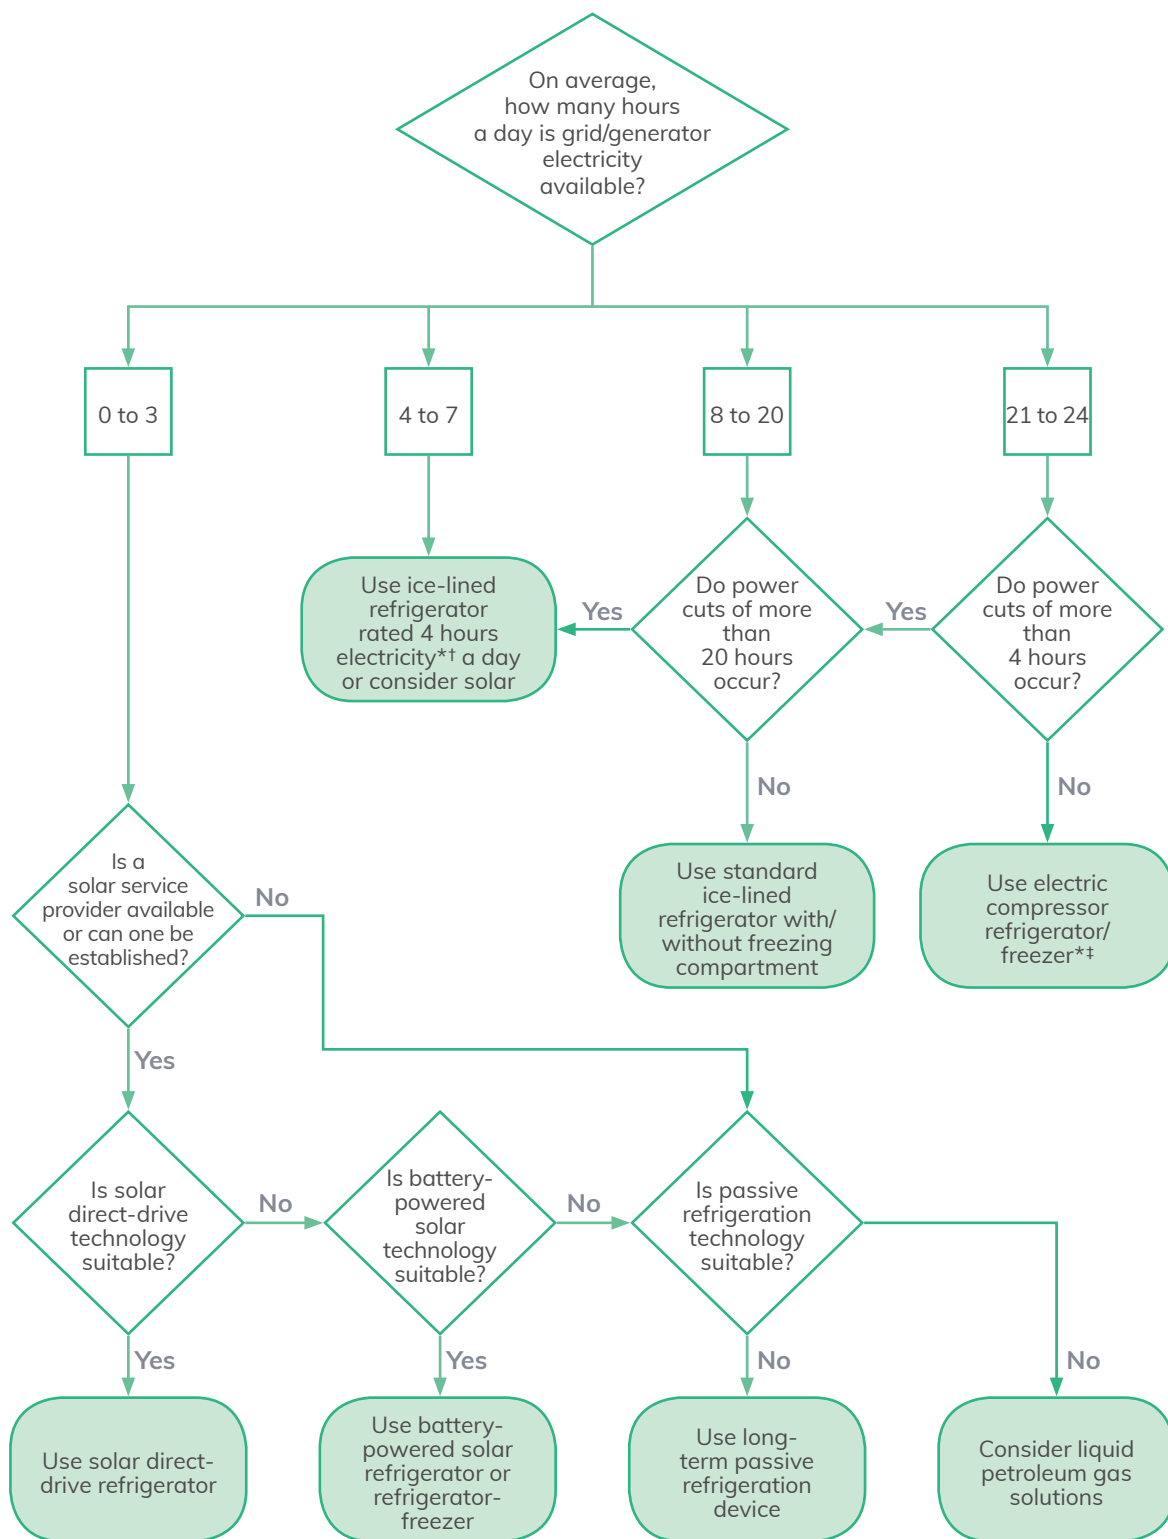 On average,
how many hours
a day is grid/generator
electricity
available?
0 to 3
4 to 7
8 to 20
21 to 24
Use ice-lined
refrigerator
rated 4 hours
electricity*† a day
or consider solar
Yes
Do power
cuts of more
than
20 hours
occur?
Yes
Do power
cuts of more
than
4 hours
occur?
No
No
Is a
solar service
provider available
or can one be
established?
No
Use standard
ice-lined
refrigerator with/
without freezing
compartment
Use electric
compressor
refrigerator/
freezer*‡
Yes
Is solar
direct-drive
technology
suitable?
No
Is battery-
powered
solar
technology
suitable?
No
Is passive
refrigeration
technology
suitable?
Yes
Yes
No
No
Use solar direct-
drive refrigerator
Use battery-
powered solar
refrigerator or
refrigerator-
freezer
Use long-
term passive
refrigeration
device
Consider liquid
petroleum gas
solutions